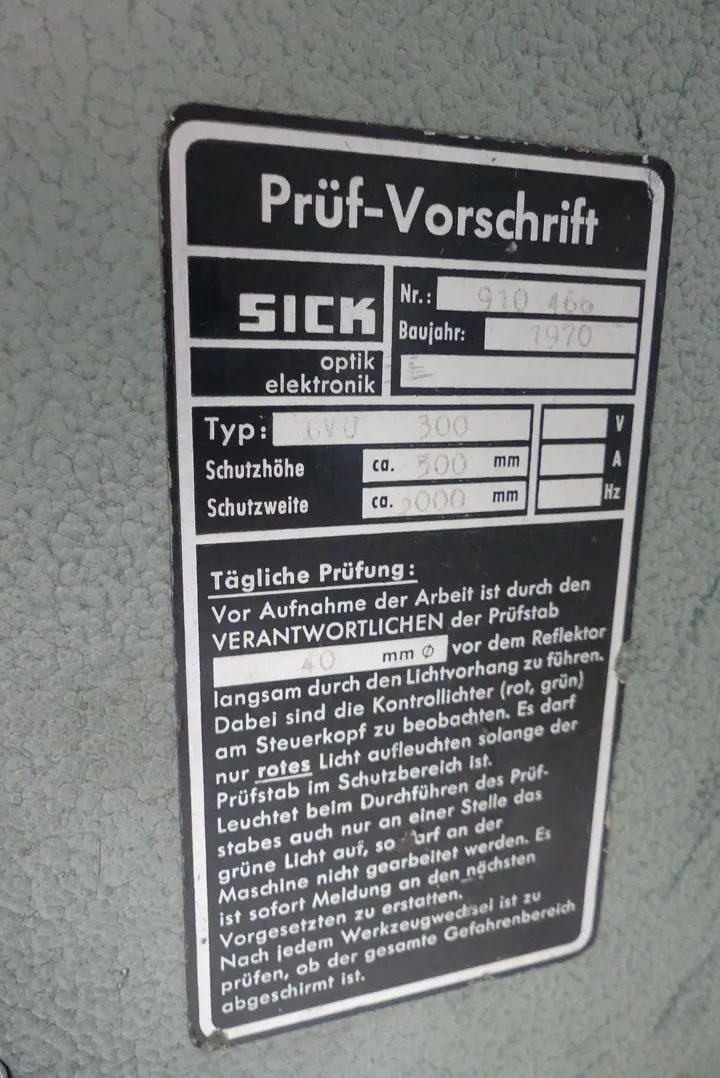 Prüf-Vorschrift
SICK
optik
elektronik
Nr.: 910 466
Baujahr: 1970
Typ: 300
V
Schutzhöhe ca. 300 mm
A
Schutzweite ca. mm
Hz
Tägliche Prüfung:
Vor Aufnahme der Arbeit ist durch den
VERANTWORTLICHEN der Prüfstab
40 mm Ø vor dem Reflektor
langsam durch den Lichtvorhang zu führen.
Dabei sind die Kontrollichter (rot, grün)
am Steuerkopf zu beobachten. Es darf
nur rotes Licht aufleuchten solange der
Prüfstab im Schutzbereich ist.
Leuchtet beim Durchführen des Prüf-
stabes auch nur an einer Stelle das
grüne Licht auf, so darf an der
Maschine nicht gearbeitet werden. Es
ist sofort Meldung an den nächsten
Vorgesetzten zu erstatten.
Nach jedem Werkzeugwechsel ist zu
prüfen, ob der gesamte Gefahrenbereich
abgeschirmt ist.